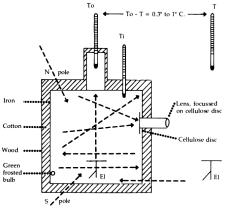 To
To - T = 0.3° to 1° C.
T
Ti
N
pole
Iron
Lens, focussed
on cellulose disc
Cotton
Wood
Cellulose disc
Green
frosted
bulb
El
El
S
pole